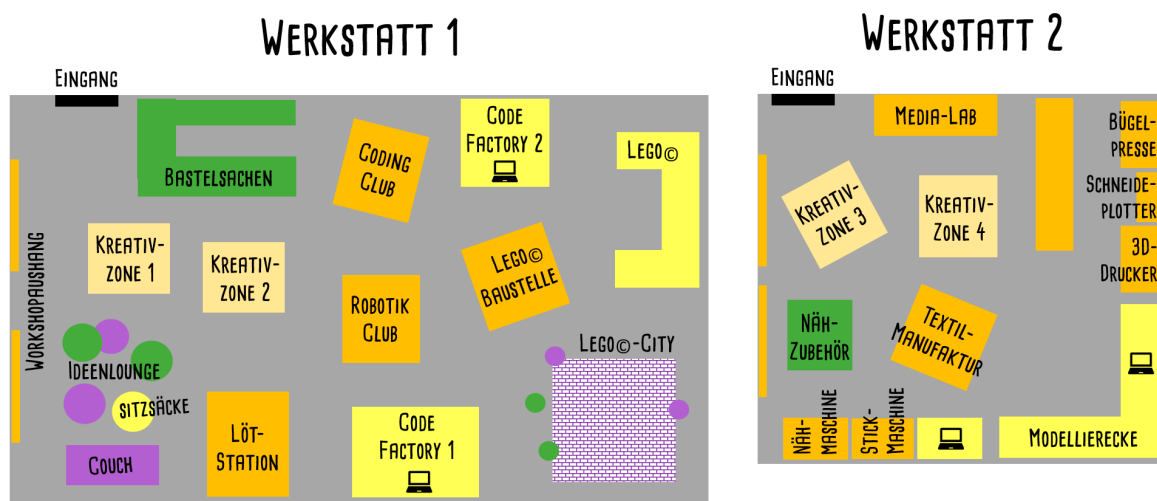 WERKSTATT 1
EINGANG
BASTELSACHEN
CODING
CLUB
CODE
FACTORY 2
LEGO©
WORKSHOPAUSHANG
KREATIV-
ZONE 1
KREATIV-
ZONE 2
ROBOTIK
CLUB
LEGO©
BAUSTELLE
IDEENLOUNGE
SITZSÄCKE
COUCH
LÖT-
STATION
CODE
FACTORY 1
LEGO©-CITY
WERKSTATT 2
EINGANG
MEDIA-LAB
BÜGEL-
PRESSE
SCHNEIDE-
PLOTTER
3D-
DRUCKER
KREATIV-
ZONE 3
KREATIV-
ZONE 4
NÄH-
ZUBEHÖR
TEXTIL-
MANUFAKTUR
NÄH-
MASCHINE
STICK-
MASCHINE
MODELLIERECKE